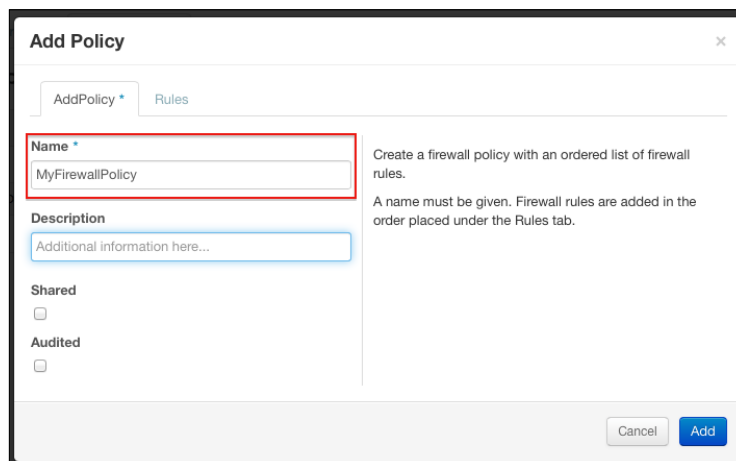 Add Policy
×
AddPolicy *
Rules
Name *
MyFirewallPolicy
Description
Additional information here...
Shared
Audited
Create a firewall policy with an ordered list of firewall
rules.
A name must be given. Firewall rules are added in the
order placed under the Rules tab.
Cancel
Add